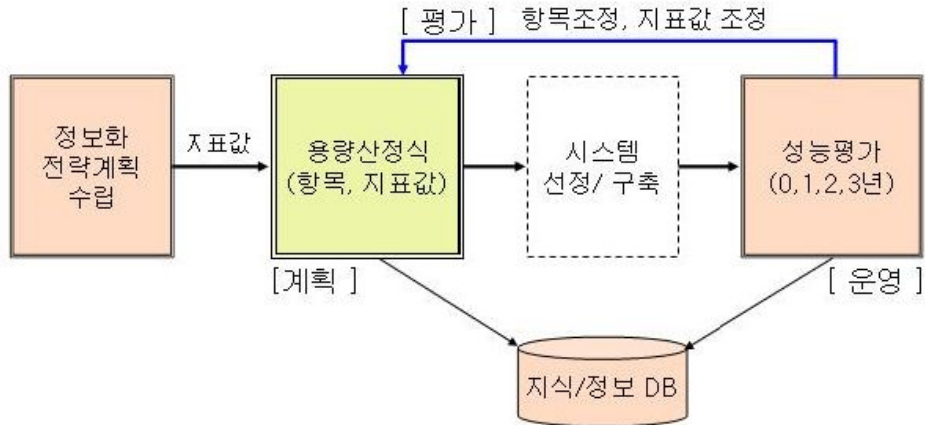 [ 평가 ] 항목조정, 지표값 조정
정보화
전략계획
수립
지표값
용량산정식
(항목, 지표값)
시스템
선정/ 구축
성능평가
(0,1,2,3년)
[계획 ]
[ 운영 ]
지식/정보 DB